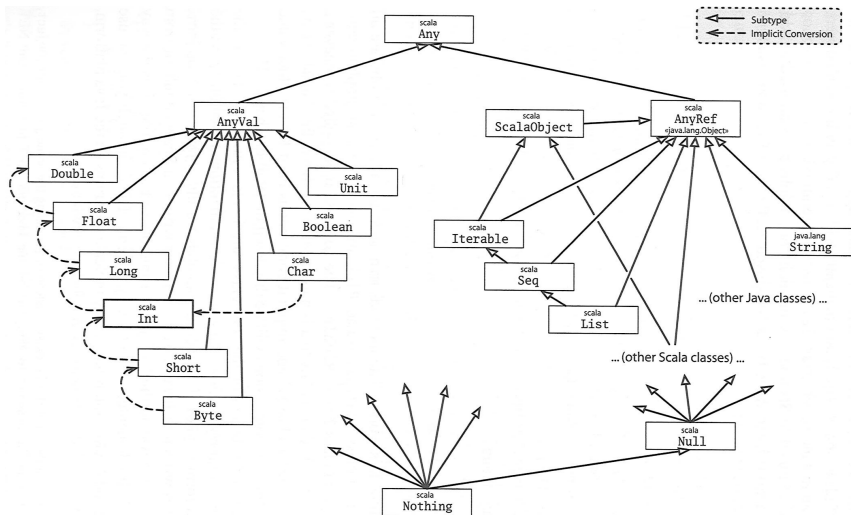 Subtype
Implicit Conversion
scala
Any
scala
AnyVal
scala
ScalaObject
scala
AnyRef
«java.lang.Object»
scala
Double
scala
Unit
scala
Float
scala
Boolean
scala
Iterable
java.lang
String
scala
Long
scala
Char
scala
Seq
scala
Int
scala
List
... (other Java classes) ...
scala
Short
... (other Scala classes) ...
scala
Byte
scala
Null
scala
Nothing